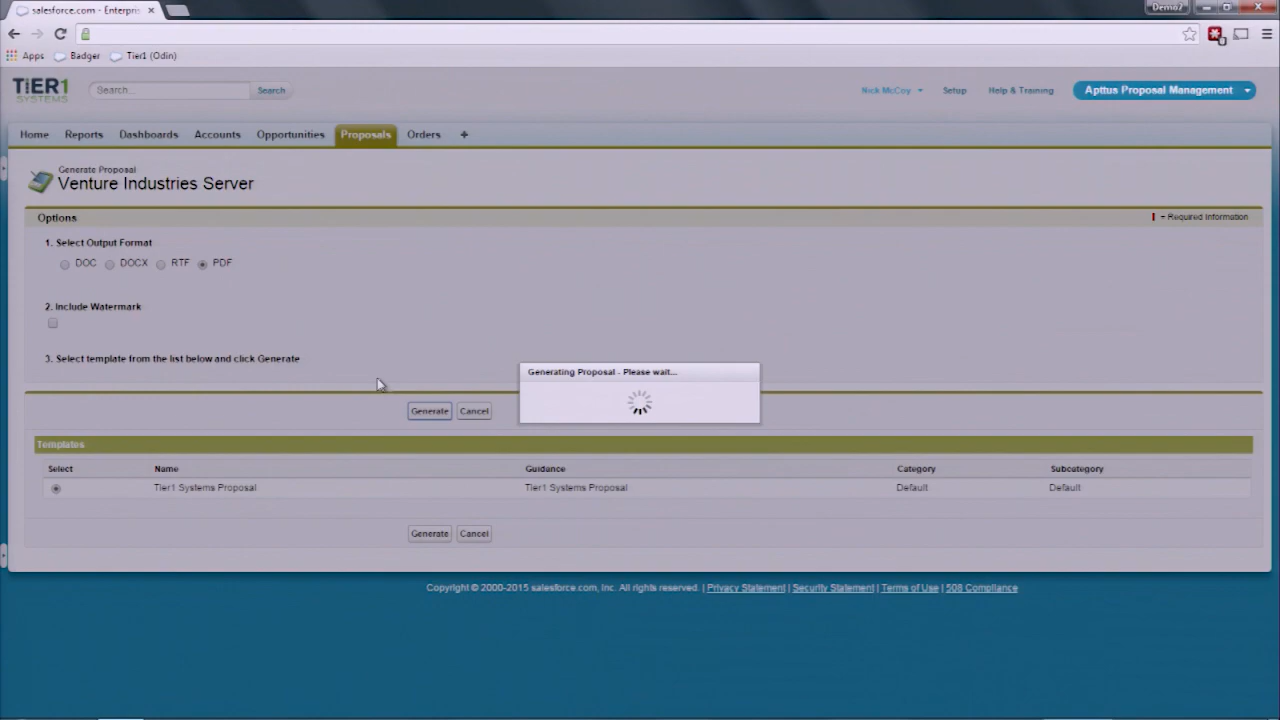 salesforce.com - Enterpris
Demo2
Apps Badger Tier1 (Odin)
TiER1
SYSTEMS
Search...
Search
Nick McCoy
Setup
Help & Training
Apttus Proposal Management
Home Reports Dashboards Accounts Opportunities Proposals Orders +
Generate Proposal
Venture Industries Server
Options
= Required Information
1. Select Output Format
DOC DOCX RTF PDF
2. Include Watermark
3. Select template from the list below and click Generate
Generating Proposal - Please wait...
Generate Cancel
Templates
Select Name Guidance Category Subcategory
Tier1 Systems Proposal Tier1 Systems Proposal Default Default
Generate Cancel
Copyright © 2000-2015 salesforce.com, inc. All rights reserved. | Privacy Statement | Security Statement | Terms of Use | 508 Compliance